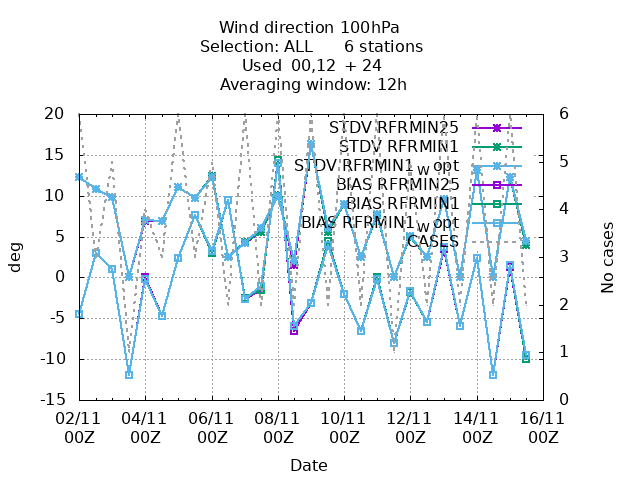 Wind direction 100hPa
Selection: ALL 6 stations
Used 00,12 + 24
Averaging window: 12h
20
15
10
5
0
-5
-10
-15
6
5
4
3
2
1
0
deg
No cases
STDV RFRMIN25
STDV RFRMIN1
STDV RFRMIN1_w opt
BIAS RFRMIN25
BIAS RFRMIN1
BIAS RFRMIN1_w opt
CASES
02/11 04/11 06/11 08/11 10/11 12/11 14/11 16/11
00Z 00Z 00Z 00Z 00Z 00Z 00Z 00Z
Date